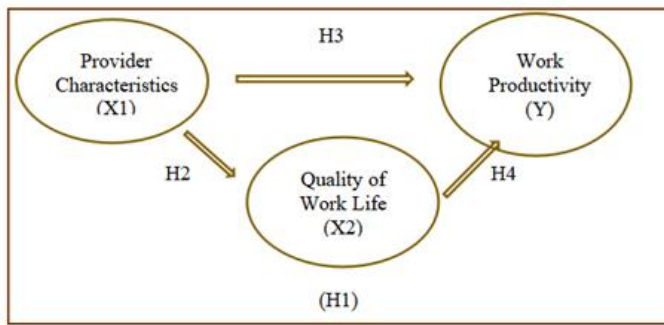 H3
Provider
Characteristics
(X1)
Work
Productivity
(Y)
H2
Quality of
Work Life
(X2)
H4
(H1)